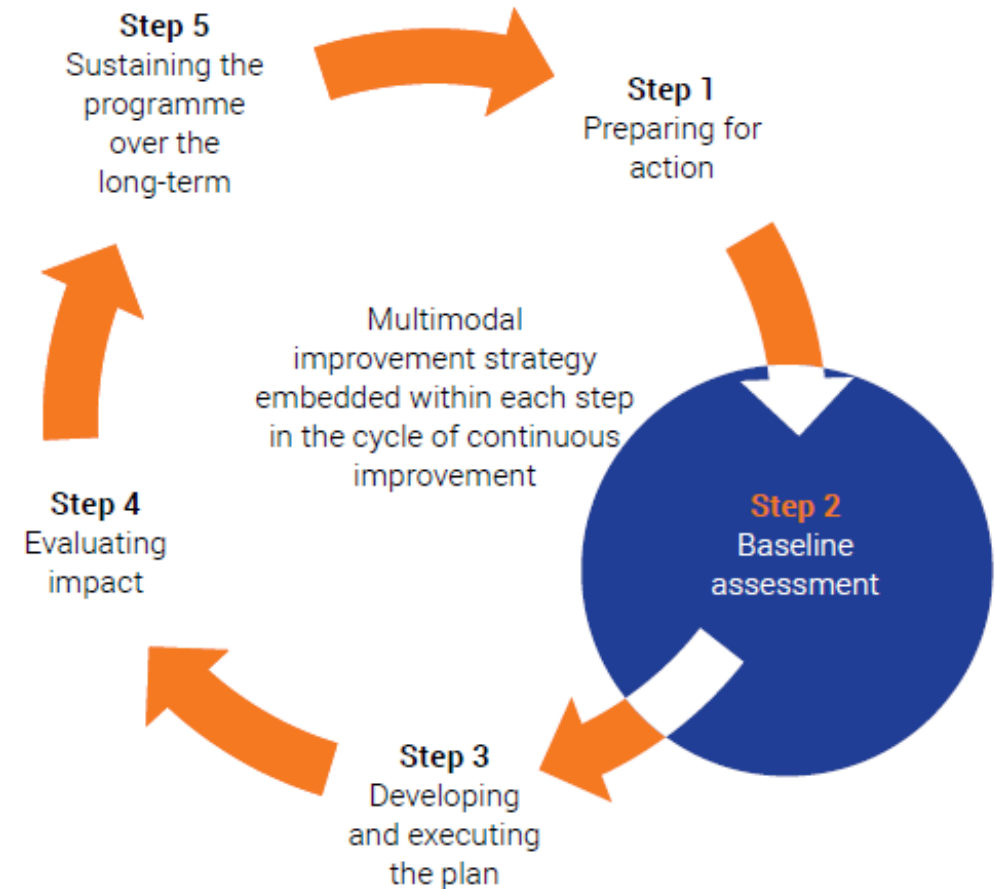 Step 5
Sustaining the
programme
over the
long-term
Step 1
Preparing for
action
Multimodal
improvement strategy
embedded within each step
in the cycle of continuous
improvement
Step 2
Baseline
assessment
Step 4
Evaluating
impact
Step 3
Developing
and executing
the plan